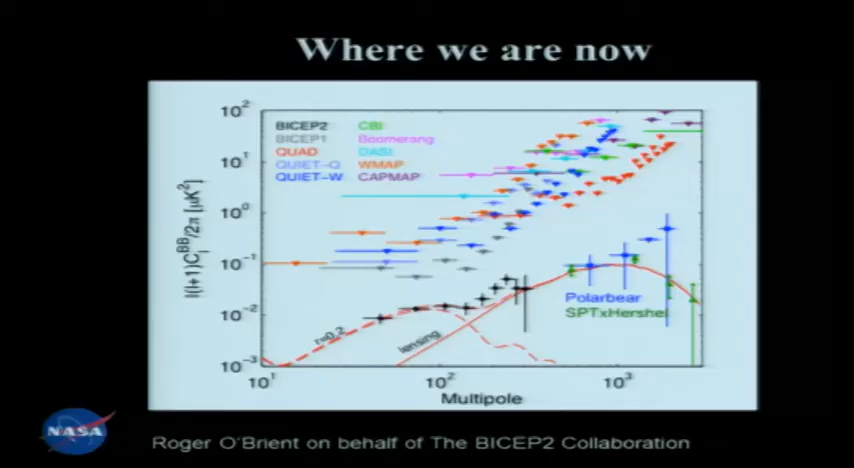 Where we are now
10²
10¹
10⁰
10⁻¹
10⁻²
10⁻³
l(l+1)C_l^BB/2π [μK²]
BICEP2 CBI
BICEP1 Boomerang
QUAD DASI
QUIET-Q WMAP
QUIET-W CAPMAP
Polarbear
SPTxHershel
r=0.2
lensing
10¹ 10² 10³
Multipole
NASA
Roger O'Brient on behalf of The BICEP2 Collaboration